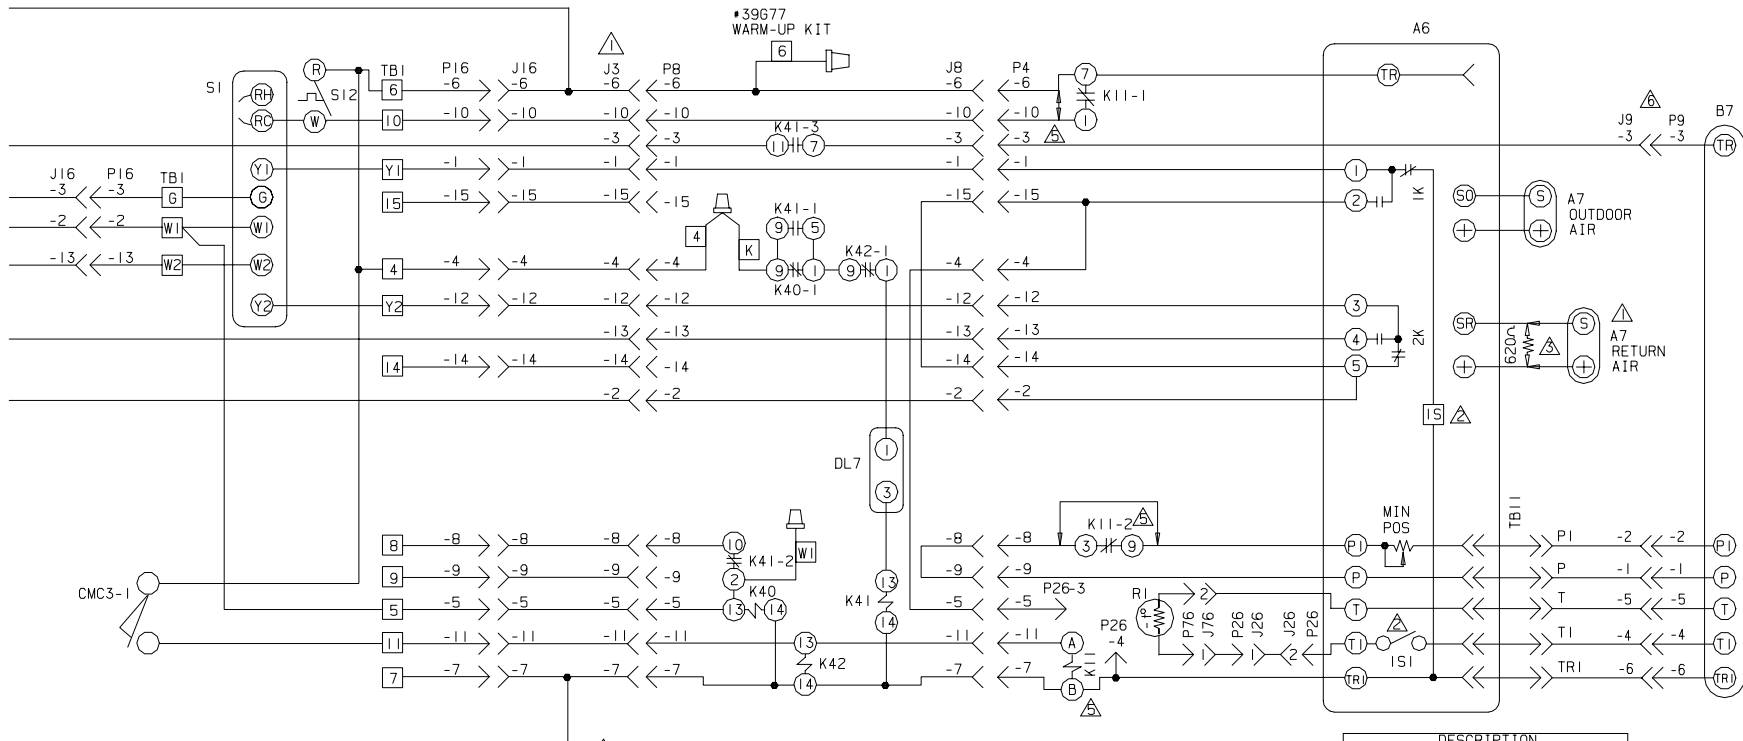 *39G77
WARM-UP KIT
6
A6
1
S1
R
S12
TB1
P16
J16
J3
P8
J8
P4
7
TR
RH
6
-6
-6
-6
-6
-6
-6
K11-1
6
B7
RC
W
10
-10
-10
-10
-10
-10
-10
1
5
J9
P9
-3
-3
K41-3
11
7
-3
-3
-3
-3
TR
Y1
Y1
-1
-1
-1
-1
-1
-1
1
J16
P16
TB1
-3
-3
G
G
15
-15
-15
-15
-15
-15
-15
2
1K
SO
S
A7
OUTDOOR
AIR
+
+
-2
-2
W1
W1
4
K
K41-1
9
5
K42-1
-13
-13
W2
W2
4
-4
-4
-4
-4
9
1
9
1
-4
-4
K40-1
Y2
Y2
-12
-12
-12
-12
-12
-12
3
-13
-13
-13
-13
4
2K
SR
S
1
A7
RETURN
AIR
620Ω
3
+
+
14
-14
-14
-14
-14
-14
-14
5
-2
-2
-2
-2
1S
2
DL7
1
3
MIN
POS
TB11
K11-2
5
8
-8
-8
-8
-8
10
W1
-8
-8
3
9
P1
P1
-2
-2
P1
K41-2
9
-9
-9
-9
-9
2
13
-9
-9
P
P
-1
-1
P
CMC3-1
K40
K41
P26-3
R1
2
5
-5
-5
-5
-5
13
14
14
-5
-5
+t°
T
T
-5
-5
T
P26
-4
P76
J76
P26
J26
J26
P26
2
11
-11
-11
-11
-11
13
-11
-11
A
1
1
2
T1
1S1
T1
-4
-4
T1
K42
K11
7
-7
-7
-7
-7
14
-7
-7
B
5
TR1
TR1
-6
-6
TR1
DESCRIPTION